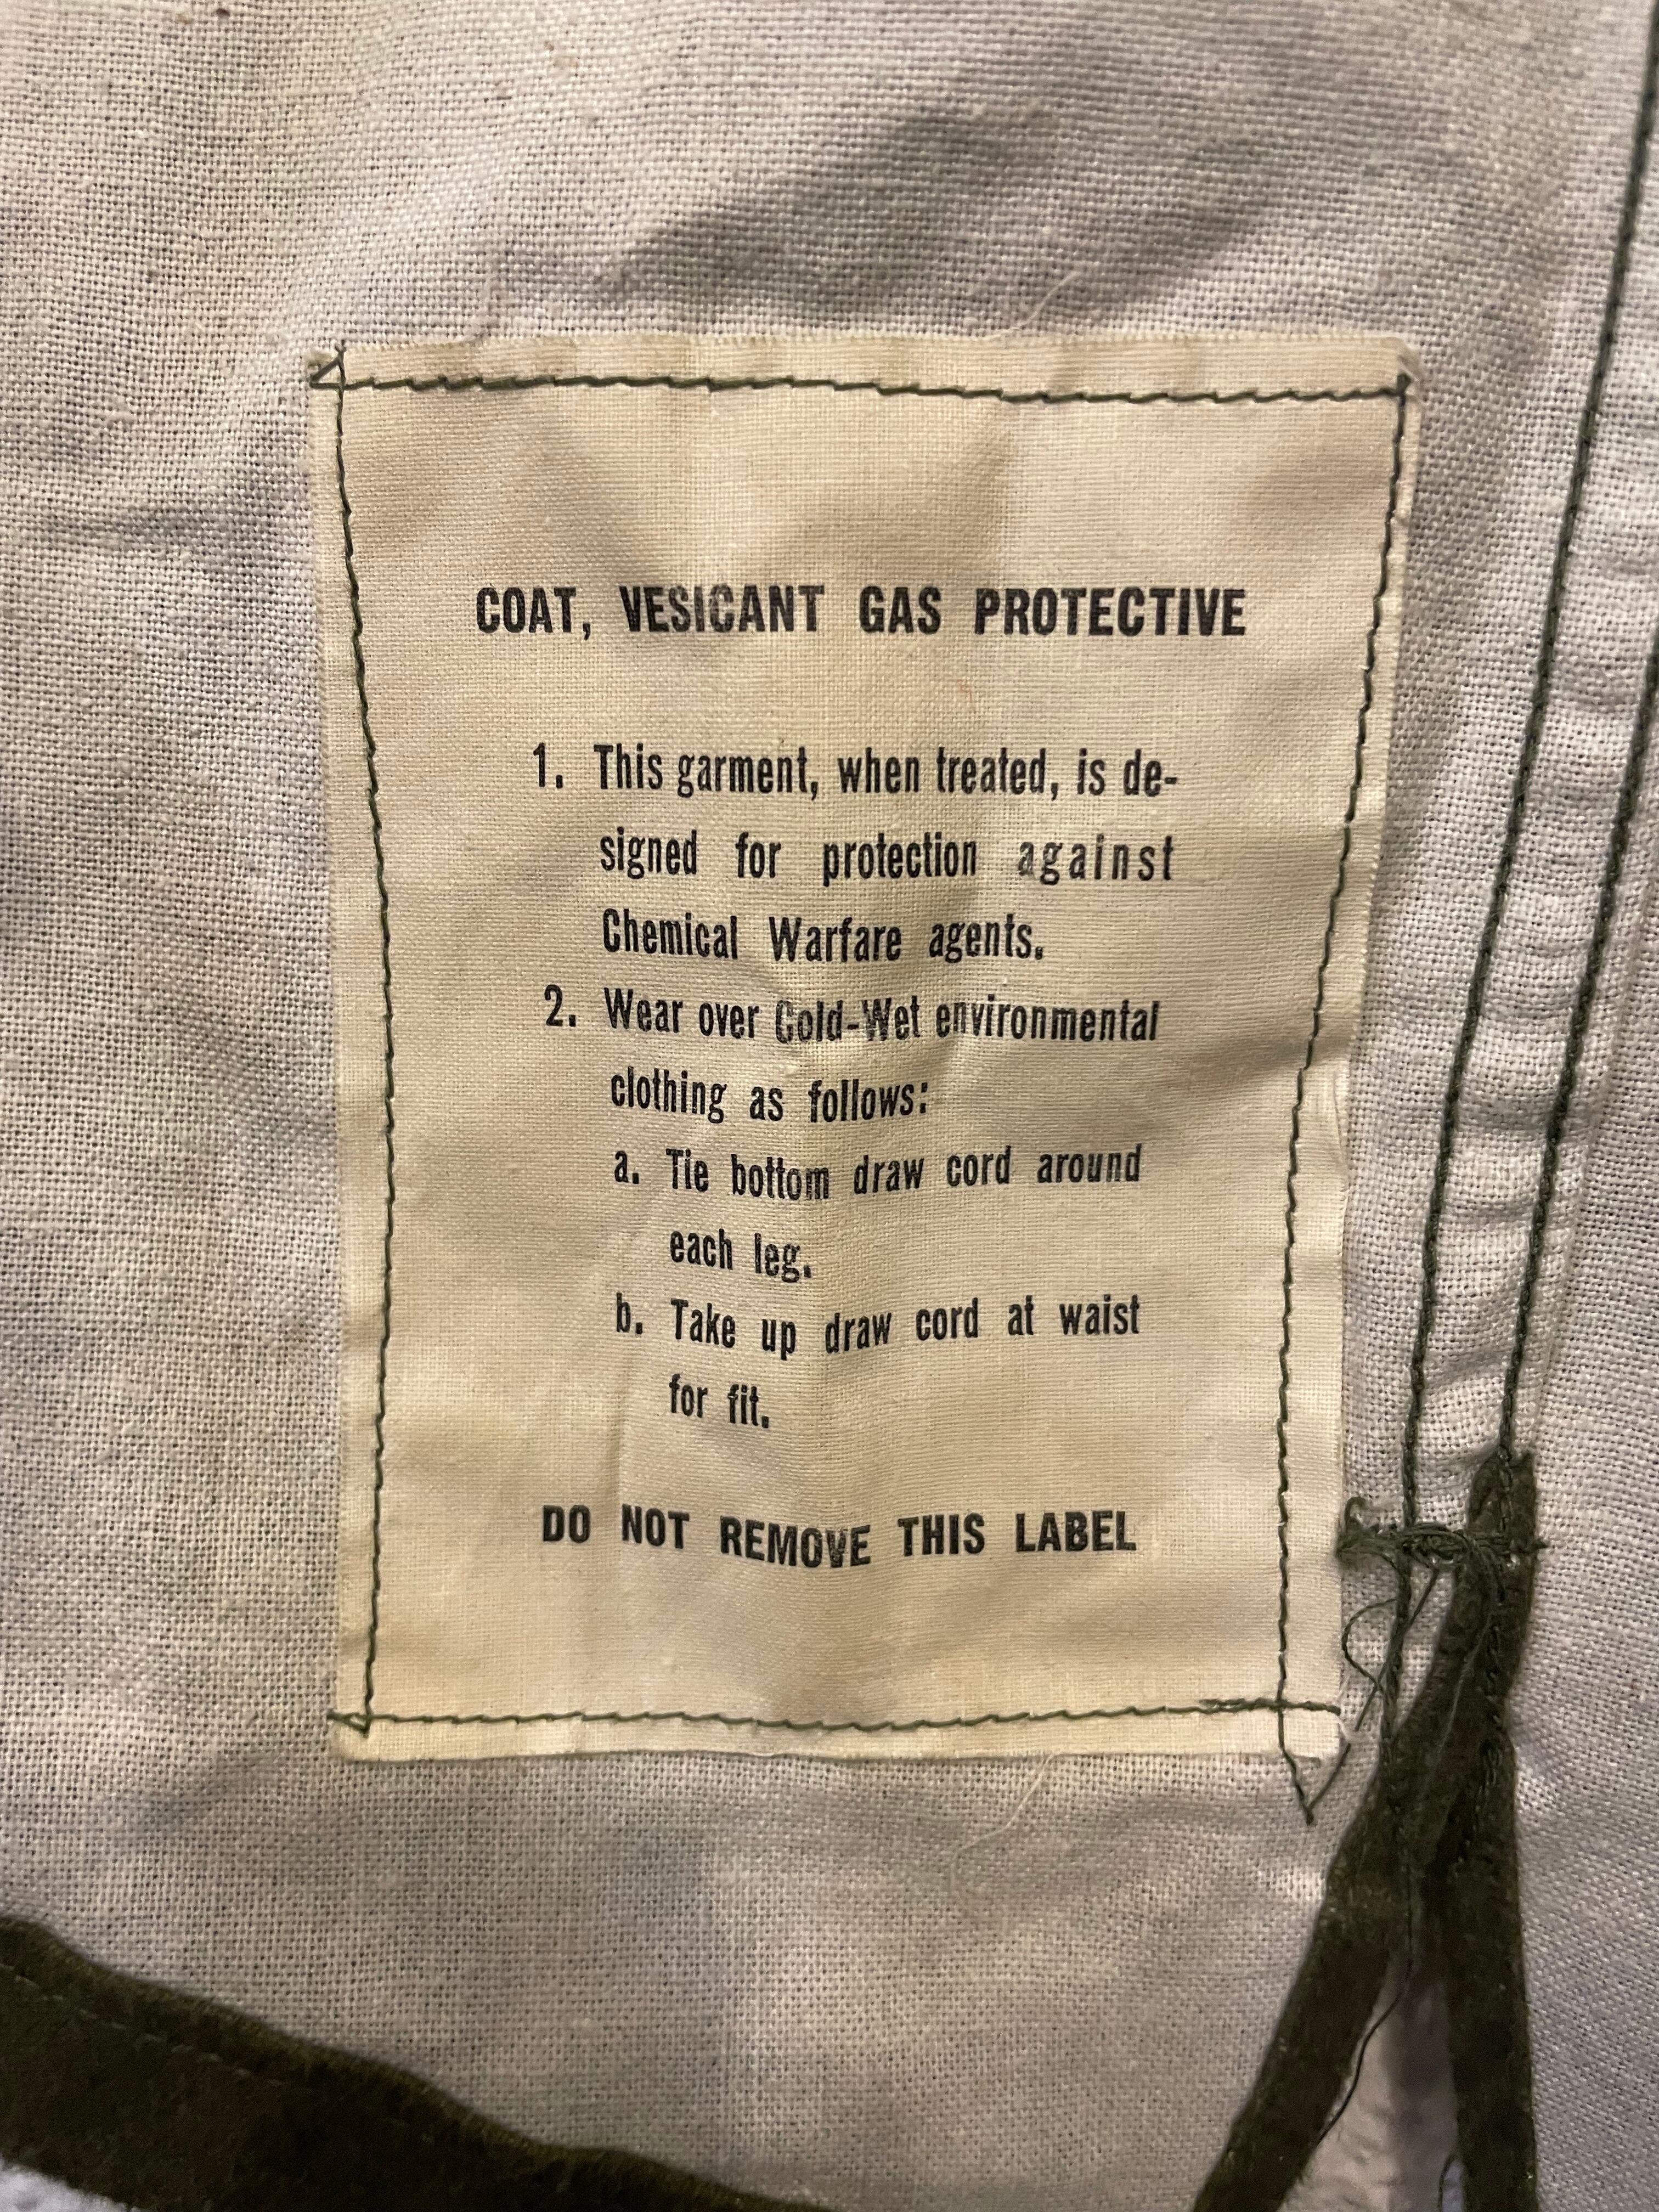 COAT, VESICANT GAS PROTECTIVE
1. This garment, when treated, is de-
signed for protection against
Chemical Warfare agents.
2. Wear over Cold-Wet environmental
clothing as follows:
a. Tie bottom draw cord around
each leg.
b. Take up draw cord at waist
for fit.
DO NOT REMOVE THIS LABEL